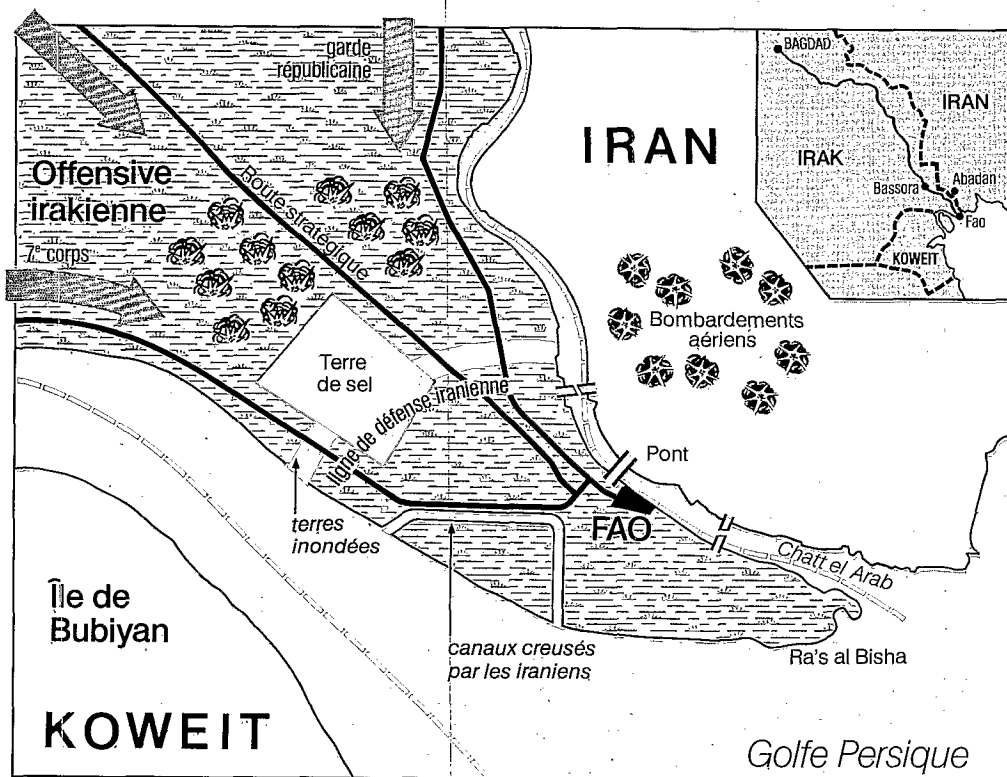 garde
républicaine
Offensive
irakienne
7e corps
Route stratégique
IRAN
BAGDAD
IRAN
IRAK
Bassora
Abadan
Fao
KOWEIT
Bombardements
aériens
Terre
de sel
ligne de défense iranienne
Pont
FAO
terres
inondées
Chatt el Arab
Île de
Bubiyan
canaux creusés
par les iraniens
Ra's al Bisha
KOWEIT
Golfe Persique